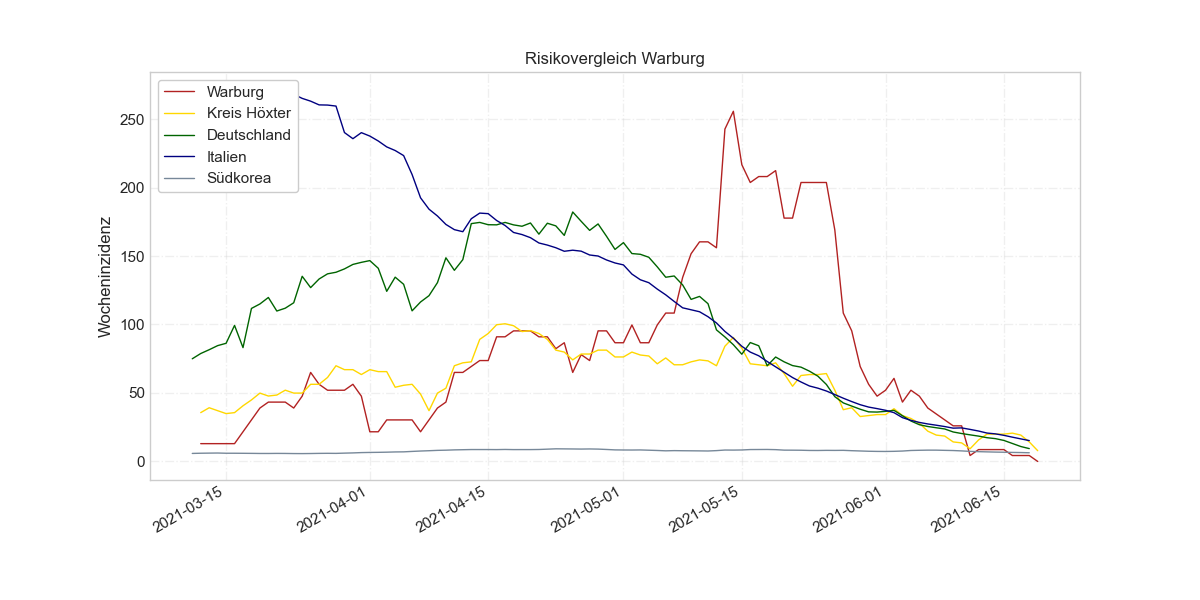 Risikovergleich Warburg
Warburg
Kreis Höxter
Deutschland
Italien
Südkorea
Wocheninzidenz
250
200
150
100
50
0
2021-03-15
2021-04-01
2021-04-15
2021-05-01
2021-05-15
2021-06-01
2021-06-15